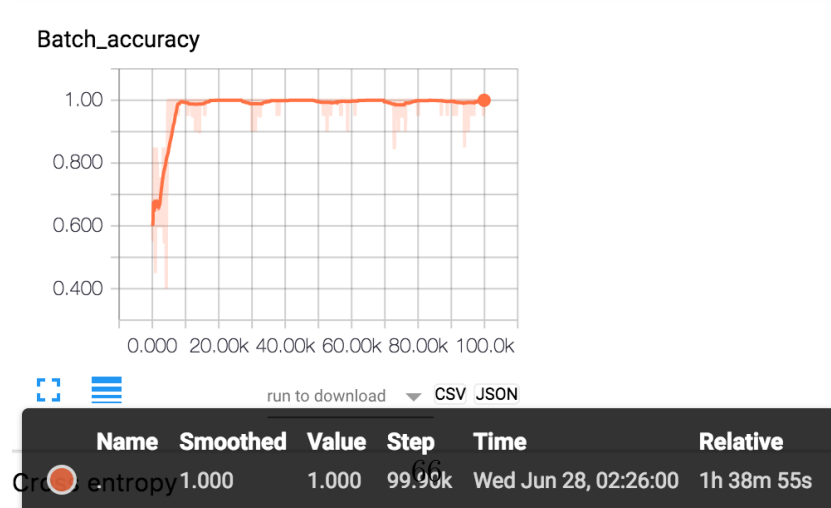 Batch_accuracy
1.00
0.800
0.600
0.400
0.000 20.00k 40.00k 60.00k 80.00k 100.0k
run to download CSV JSON
Name Smoothed Value Step Time Relative
. 1.000 1.000 99.90k Wed Jun 28, 02:26:00 1h 38m 55s
66
Cross entropy